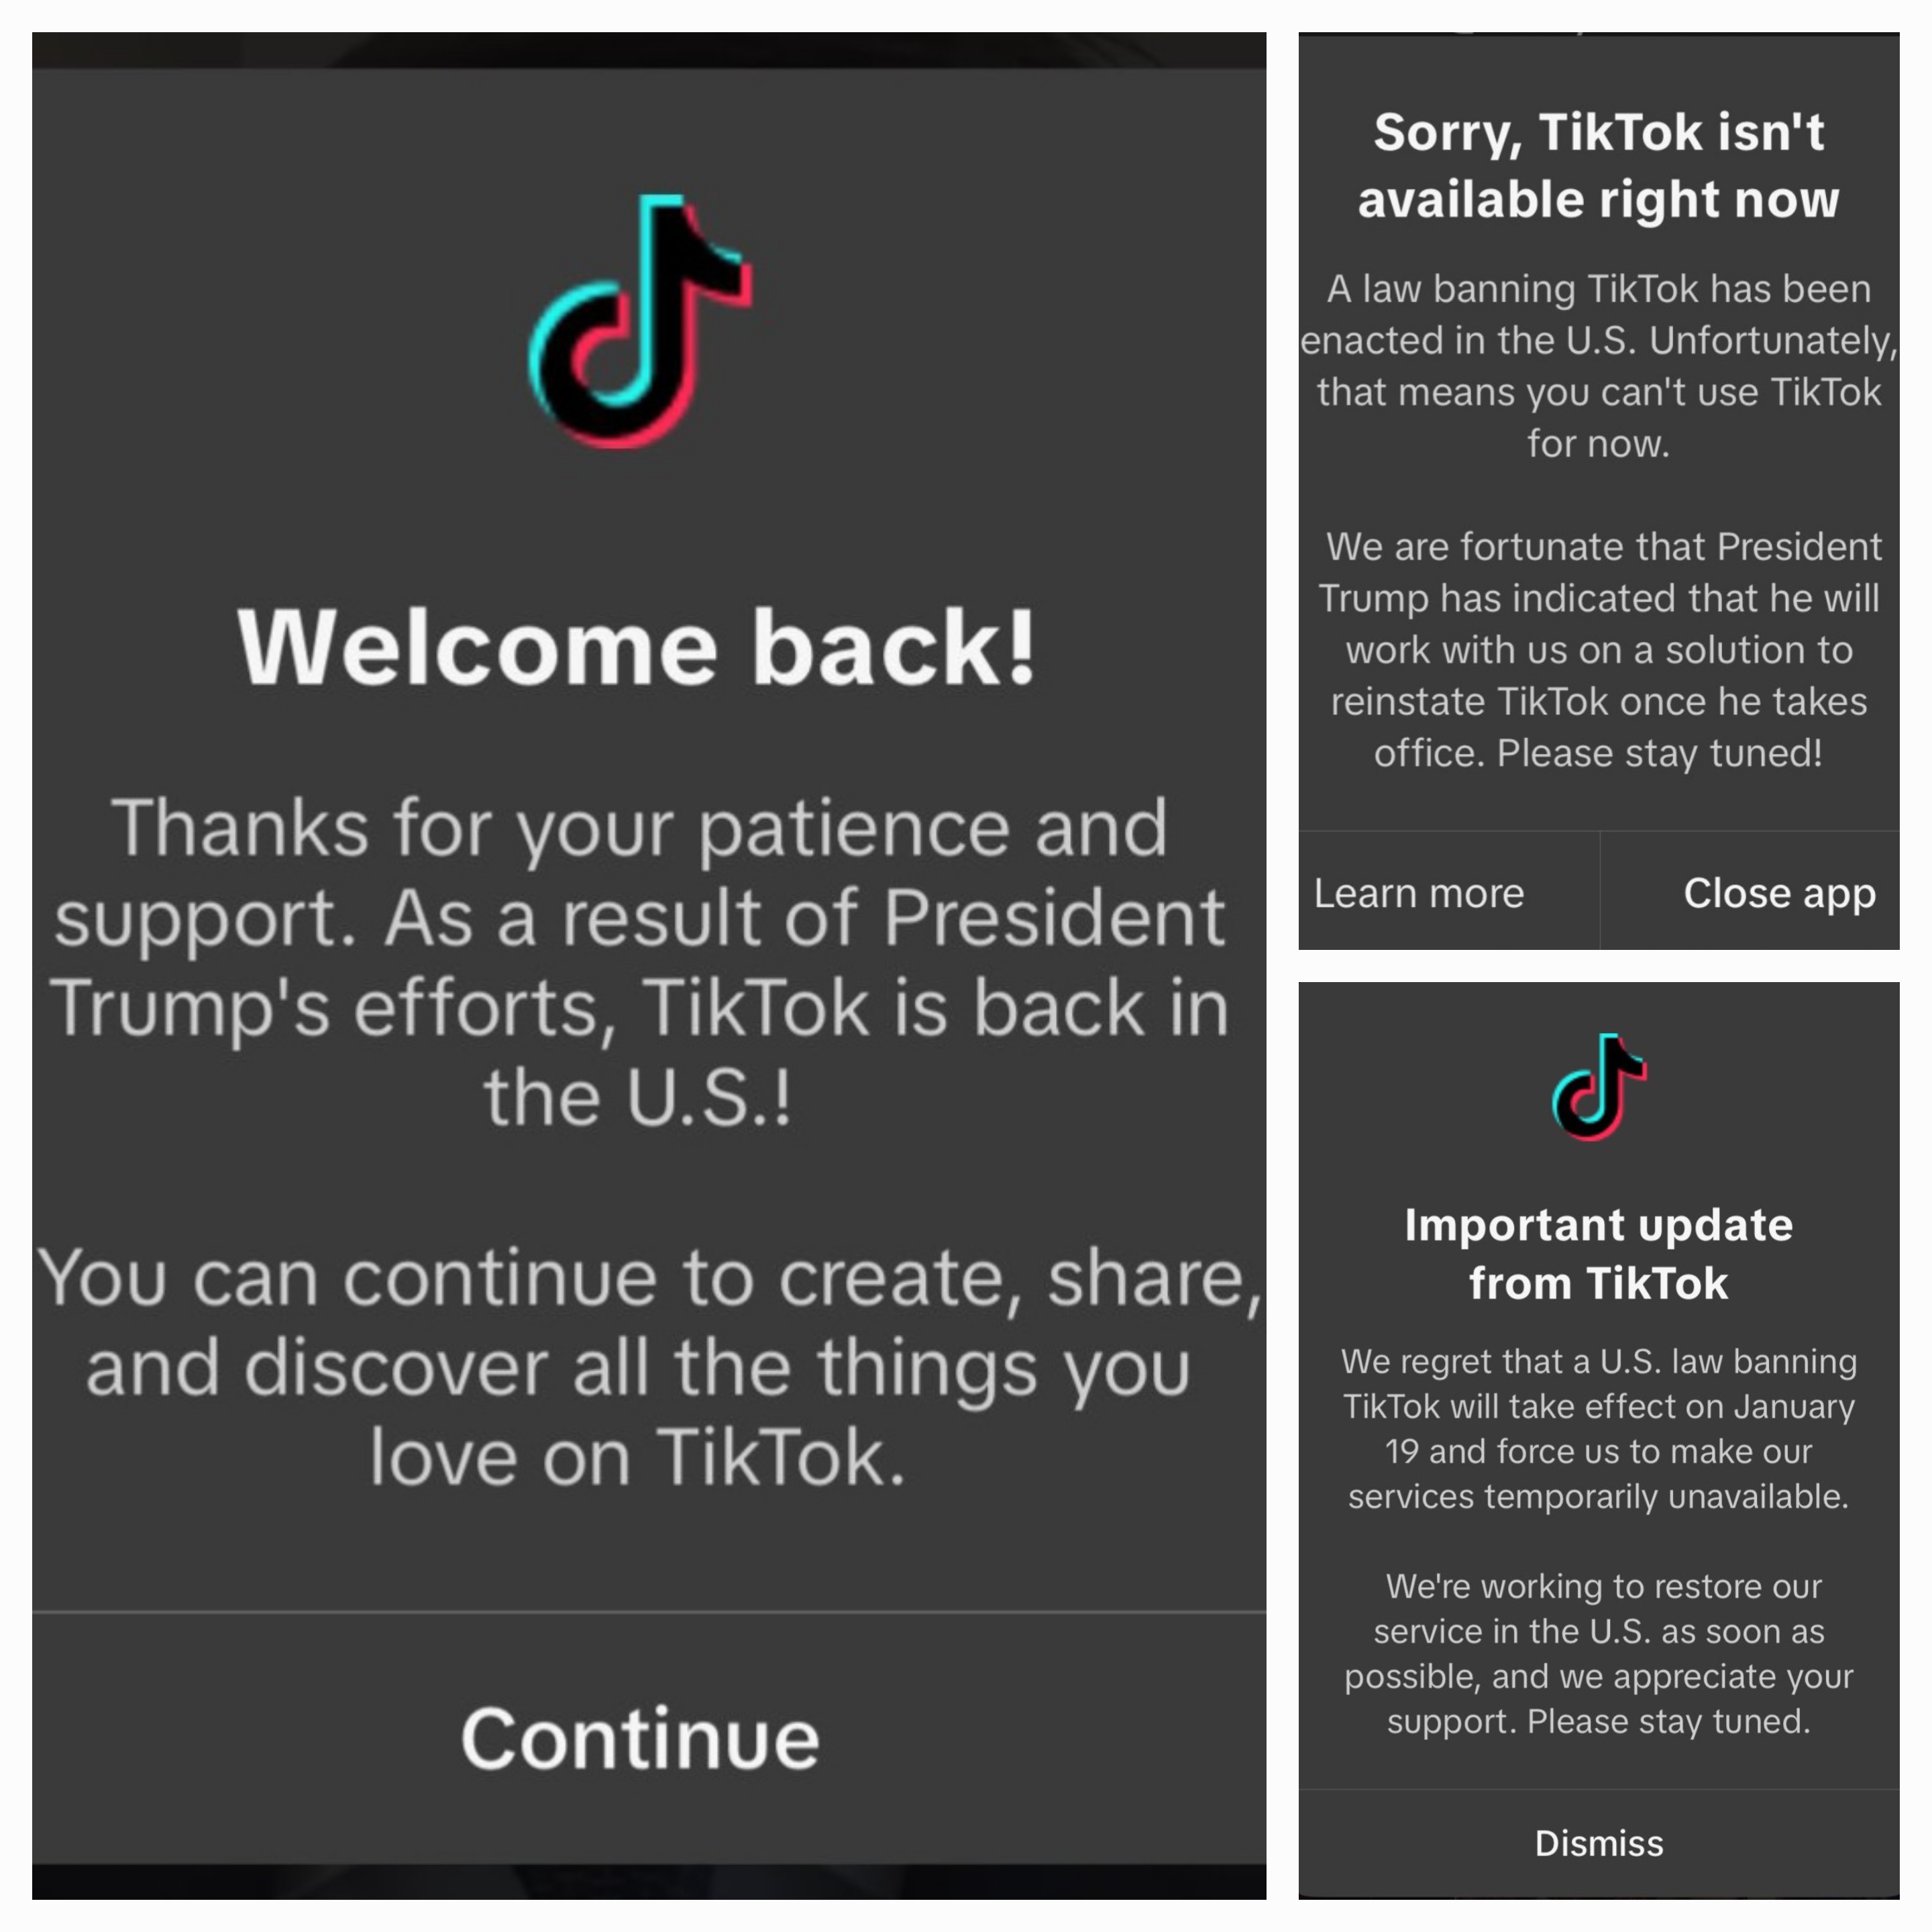 Welcome back!
Thanks for your patience and
support. As a result of President
Trump's efforts, TikTok is back in
the U.S.!
You can continue to create, share,
and discover all the things you
love on TikTok.
Continue
Sorry, TikTok isn't
available right now
A law banning TikTok has been
enacted in the U.S. Unfortunately,
that means you can't use TikTok
for now.
We are fortunate that President
Trump has indicated that he will
work with us on a solution to
reinstate TikTok once he takes
office. Please stay tuned!
Learn more
Close app
Important update
from TikTok
We regret that a U.S. law banning
TikTok will take effect on January
19 and force us to make our
services temporarily unavailable.
We're working to restore our
service in the U.S. as soon as
possible, and we appreciate your
support. Please stay tuned.
Dismiss